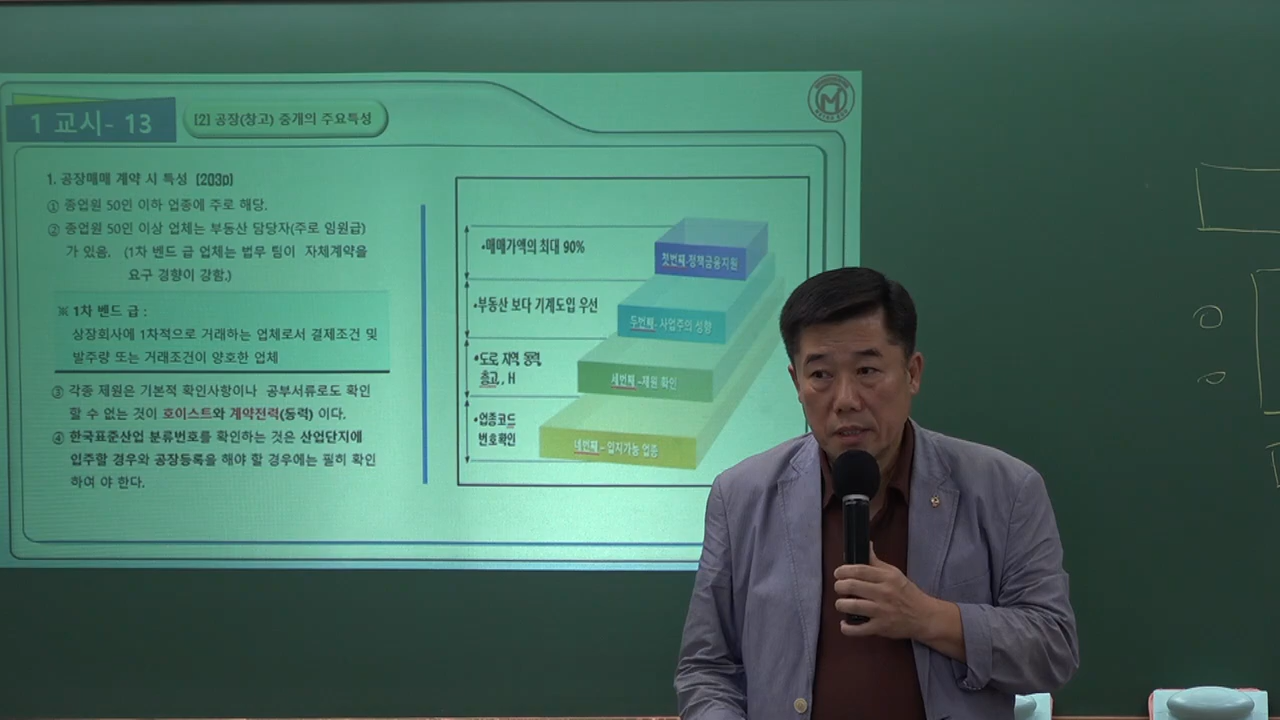 1 교시- 13
[2] 공장(창고) 중개의 주요특성
1. 공장매매 계약 시 특성 [203p]
① 종업원 50인 이하 업종에 주로 해당.
② 종업원 50인 이상 업체는 부동산 담당자(주로 임원급)
가 있음. (1차 벤드 급 업체는 법무 팀이 자체계약을
요구 경향이 강함.)
※ 1차 벤드 급 :
상장회사에 1차적으로 거래하는 업체로서 결제조건 및
발주량 또는 거래조건이 양호한 업체
③ 각종 제원은 기본적 확인사항이나 공부서류로도 확인
할 수 없는 것이 호이스트와 계약전력(동력) 이다.
④ 한국표준산업 분류번호를 확인하는 것은 산업단지에
입주할 경우와 공장등록을 해야 할 경우에는 필히 확인
하여 야 한다.
•매매가액의 최대 90%
첫번째-정책금융지원
•부동산 보다 기계도입 우선
두번째- 사업주의 성향
•도로 지역 동력
층고, H
세번째 -제원 확인
•업종코드
번호확인
네번째 - 입지가능 업종
M